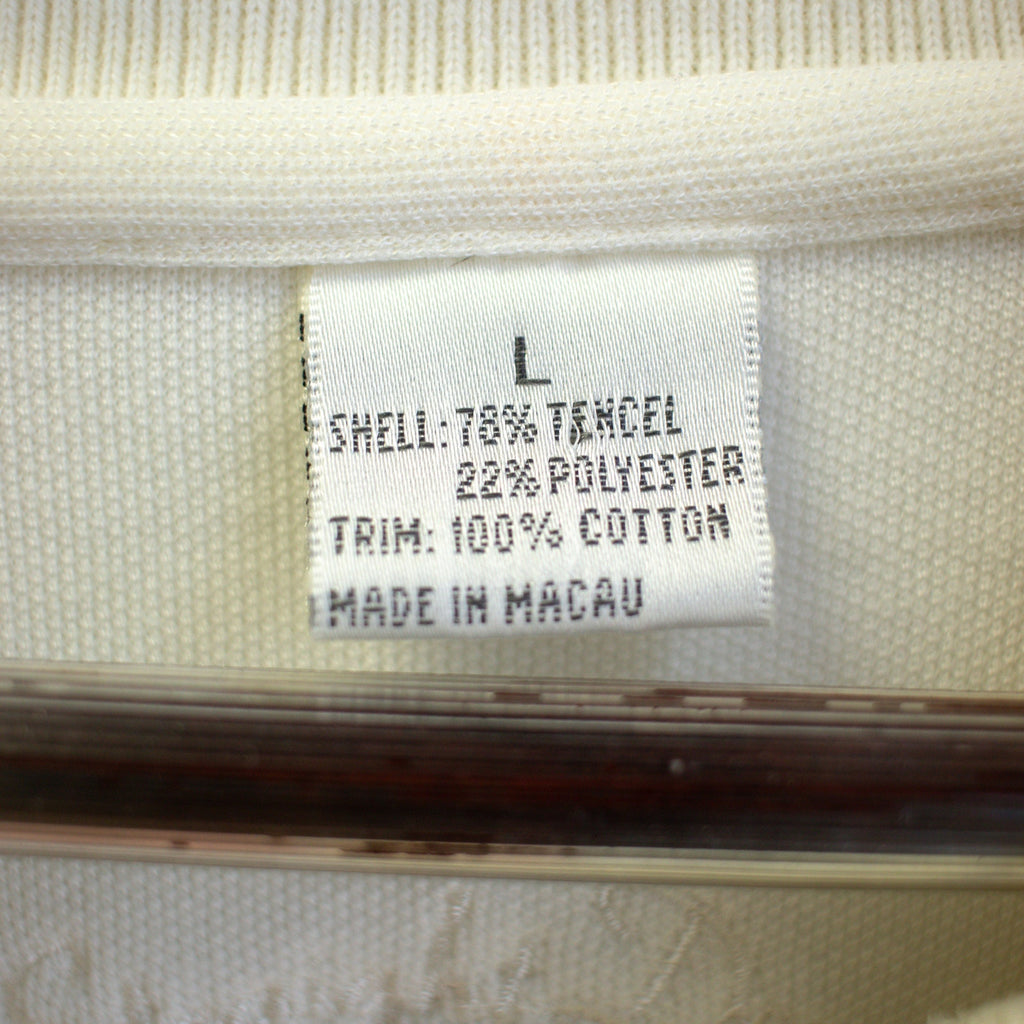 L
SHELL: 78% TENCEL
22% POLYESTER
TRIM: 100% COTTON
MADE IN MACAU